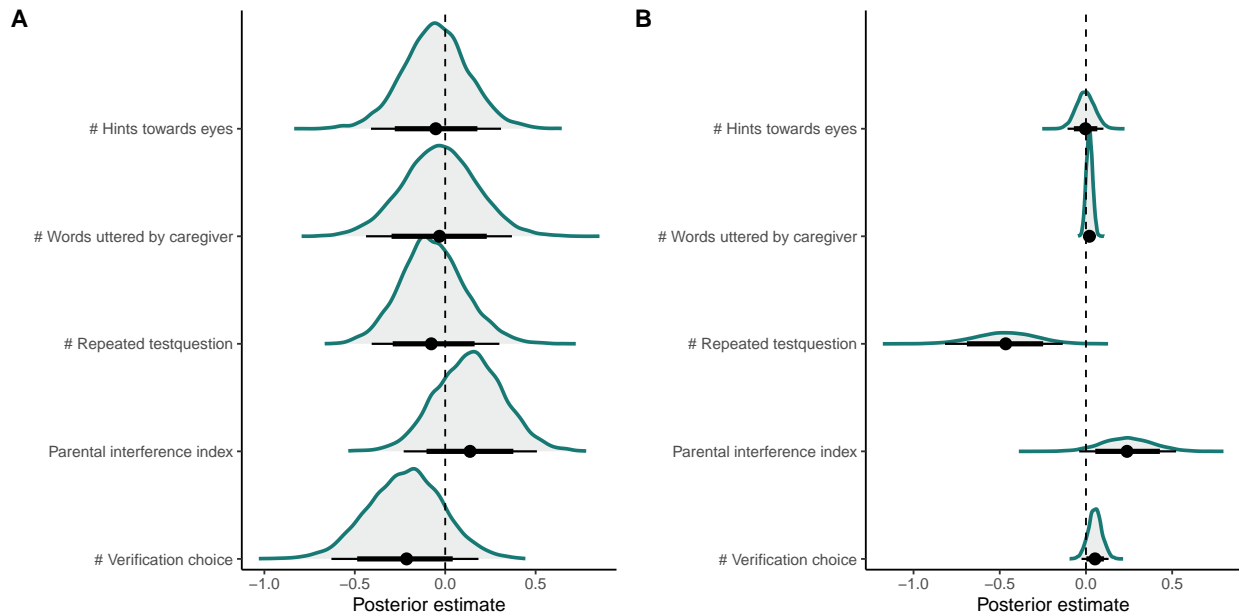 A
# Hints towards eyes
# Words uttered by caregiver
# Repeated testquestion
Parental interference index
# Verification choice
−1.0 −0.5 0.0 0.5
Posterior estimate
B
# Hints towards eyes
# Words uttered by caregiver
# Repeated testquestion
Parental interference index
# Verification choice
−1.0 −0.5 0.0 0.5
Posterior estimate